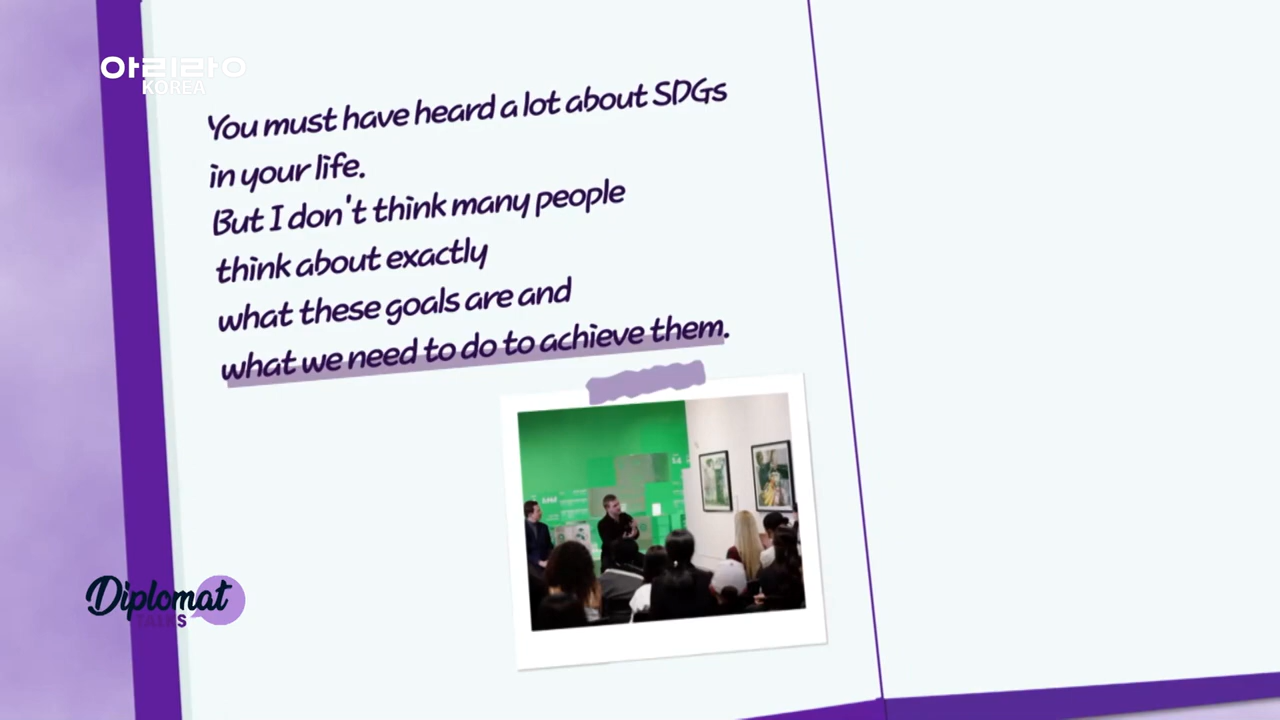 아리랑
KOREA
You must have heard a lot about SDGs
in your life.
But I don't think many people
think about exactly
what these goals are and
what we need to do to achieve them.
Diplomat
TALKS